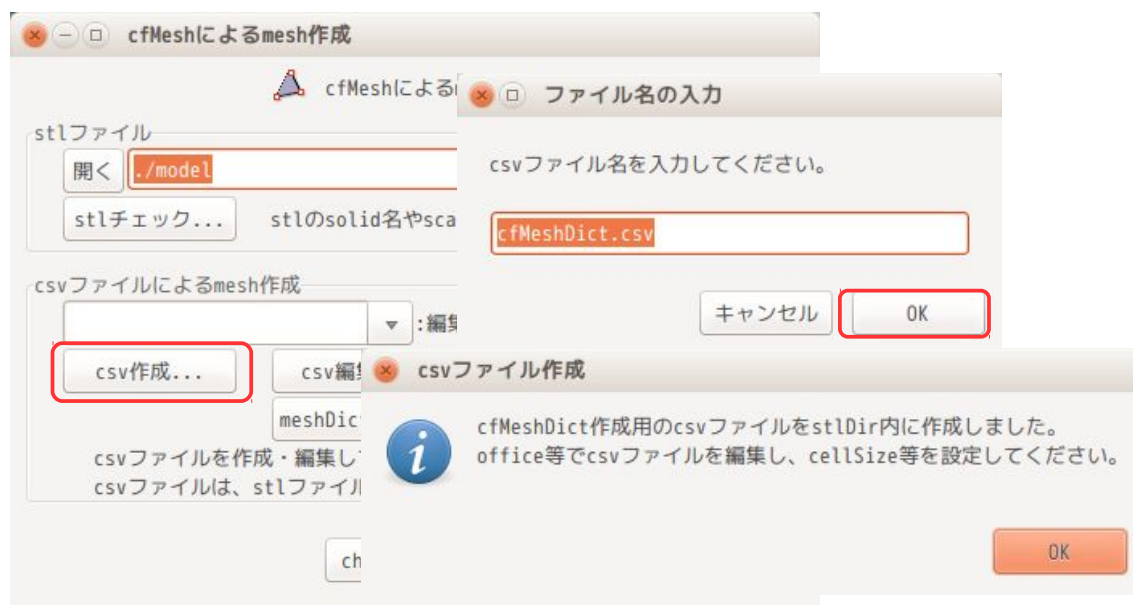 cfMeshによるmesh作成
cfMeshによる
stlファイル
開く ./model
stlチェック... stlのsolid名やsca
csvファイルによるmesh作成
:編集
csv作成... csv編集
meshDic
csvファイルを作成・編集し
csvファイルは、stlファイル
ch
ファイル名の入力
csvファイル名を入力してください。
cfMeshDict.csv
キャンセル OK
csvファイル作成
cfMeshDict作成用のcsvファイルをstlDir内に作成しました。
office等でcsvファイルを編集し、cellSize等を設定してください。
OK